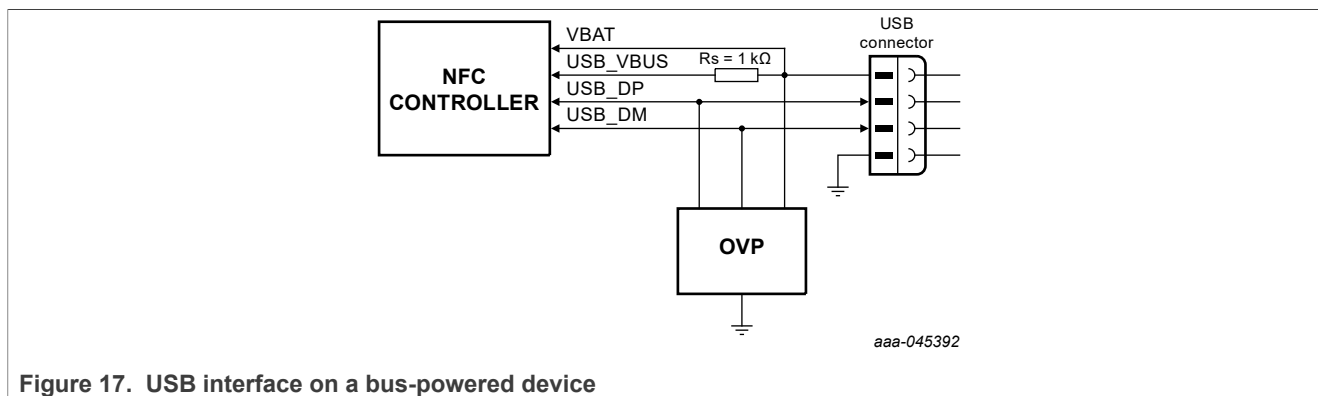 USB
connector
VBAT
USB_VBUS
Rs = 1 kΩ
NFC
CONTROLLER
USB_DP
USB_DM
OVP
aaa-045392
Figure 17. USB interface on a bus-powered device